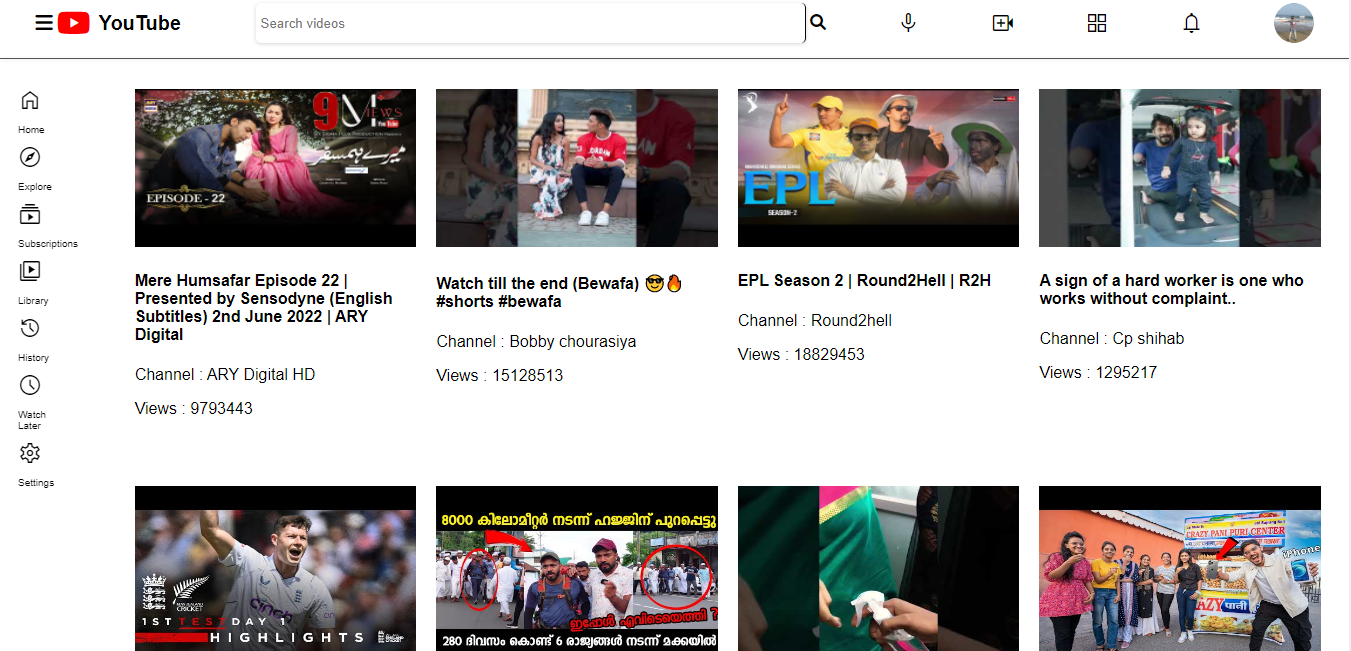 YouTube
Search videos
Home
Explore
Subscriptions
Library
History
Watch
Later
Settings
9 VIEWS
میرے ہمسفر
EPISODE - 22
Mere Humsafar Episode 22 |
Presented by Sensodyne (English
Subtitles) 2nd June 2022 | ARY
Digital
Channel : ARY Digital HD
Views : 9793443
Watch till the end (Bewafa) 😎🔥
#shorts #bewafa
Channel : Bobby chourasiya
Views : 15128513
EPL
SEASON-2
EPL Season 2 | Round2Hell | R2H
Channel : Round2hell
Views : 18829453
A sign of a hard worker is one who
works without complaint..
Channel : Cp shihab
Views : 1295217
cinch
1ST TEST DAY 1
HIGHLIGHTS
8000 കിലോമീറ്റർ നടന്ന് ഹജ്ജിന് പുറപ്പെട്ടു
ഇപ്പോൾ എവിടെയെത്തി ?
280 ദിവസം കൊണ്ട് 6 രാജ്യങ്ങൾ നടന്ന് മക്കയിൽ
CRAZY PANI PURI CENTER
iPhone
पानी